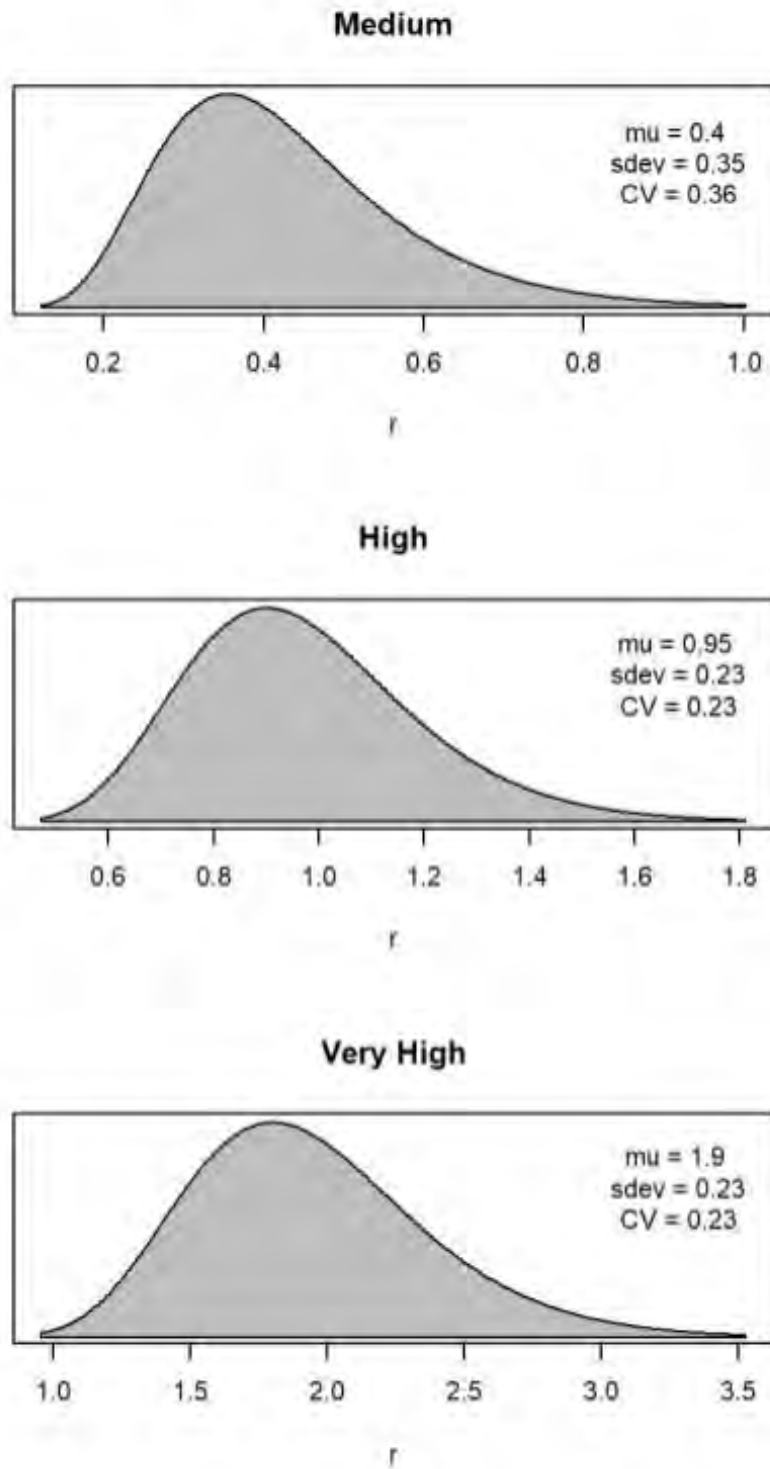 Medium
mu = 0.4
sdev = 0.35
CV = 0.36
0.2 0.4 0.6 0.8 1.0
r
High
mu = 0,95
sdev = 0.23
CV = 0.23
0.6 0.8 1.0 1.2 1.4 1.6 1.8
r
Very High
mu = 1.9
sdev = 0.23
CV = 0.23
1.0 1.5 2.0 2.5 3.0 3.5
r